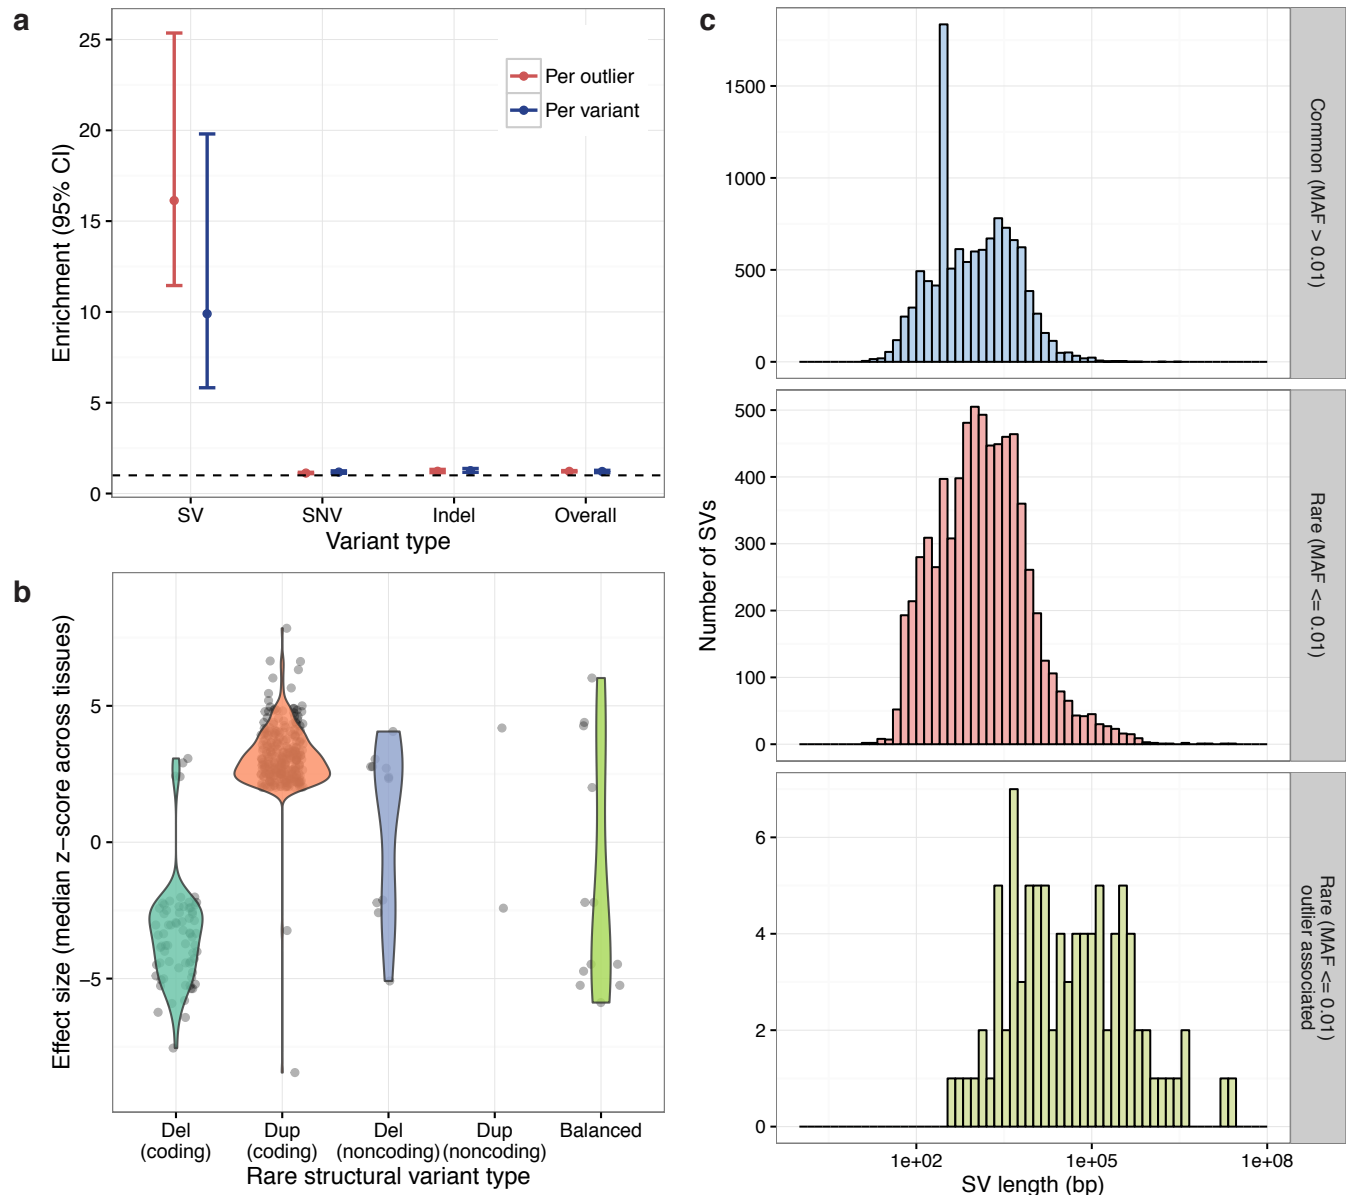 a
25
20
15
10
5
0
Enrichment (95% CI)
Per outlier
Per variant
SV
SNV
Indel
Overall
Variant type
b
5
0
−5
Effect size (median z−score across tissues)
Del
(coding)
Dup
(coding)
Del
(noncoding)
Dup
(noncoding)
Balanced
Rare structural variant type
c
1500
1000
500
0
Common (MAF > 0.01)
500
400
300
200
100
0
Number of SVs
Rare (MAF <= 0.01)
6
4
2
0
Rare (MAF <= 0.01)
outlier associated
1e+02
1e+05
1e+08
SV length (bp)